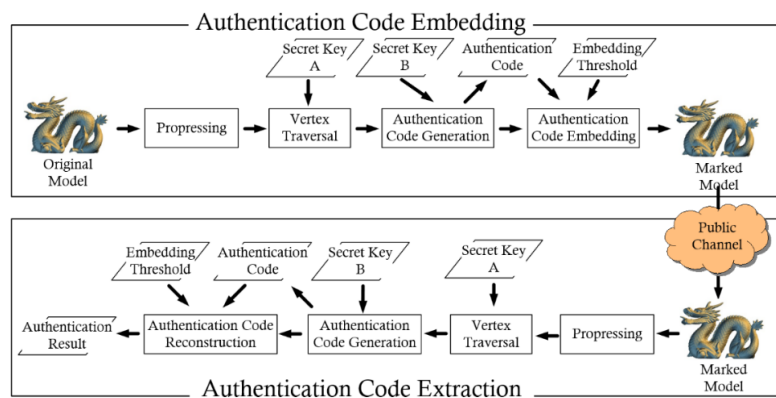 Authentication Code Embedding
Secret Key
A
Secret Key
B
Authentication
Code
Embedding
Threshold
Propressing
Vertex
Traversal
Authentication
Code Generation
Authentication
Code Embedding
Original
Model
Marked
Model
Public
Channel
Embedding
Threshold
Authentication
Code
Secret Key
B
Secret Key
A
Authentication
Result
Authentication Code
Reconstruction
Authentication
Code Generation
Vertex
Traversal
Propressing
Marked
Model
Authentication Code Extraction